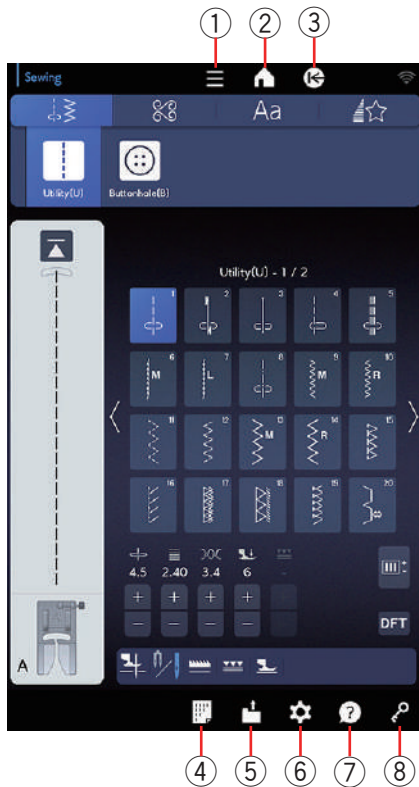 ① ② ③
Sewing
Aa
Utility(U) Buttonhole(B)
Utility(U) - 1 / 2
1 2 3 4 5
M 6 L 7 8 M 9 R 10
11 12 M 13 R 14 15
16 17 18 19 20
4.5 2.40 3.4 6 -
+ + + + +
- - - - -
DFT
A
?
④ ⑤ ⑥ ⑦ ⑧